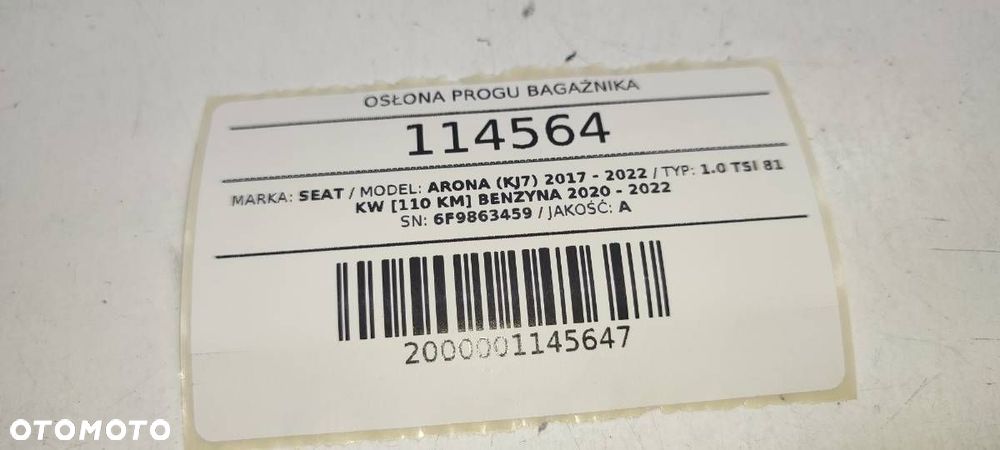 OSŁONA PROGU BAGAŻNIKA
114564
MARKA: SEAT / MODEL: ARONA (KJ7) 2017 - 2022 / TYP: 1.0 TSI 81
KW [110 KM] BENZYNA 2020 - 2022
SN: 6F9863459 / JAKOŚĆ: A
2000001145647
OTOMOTO